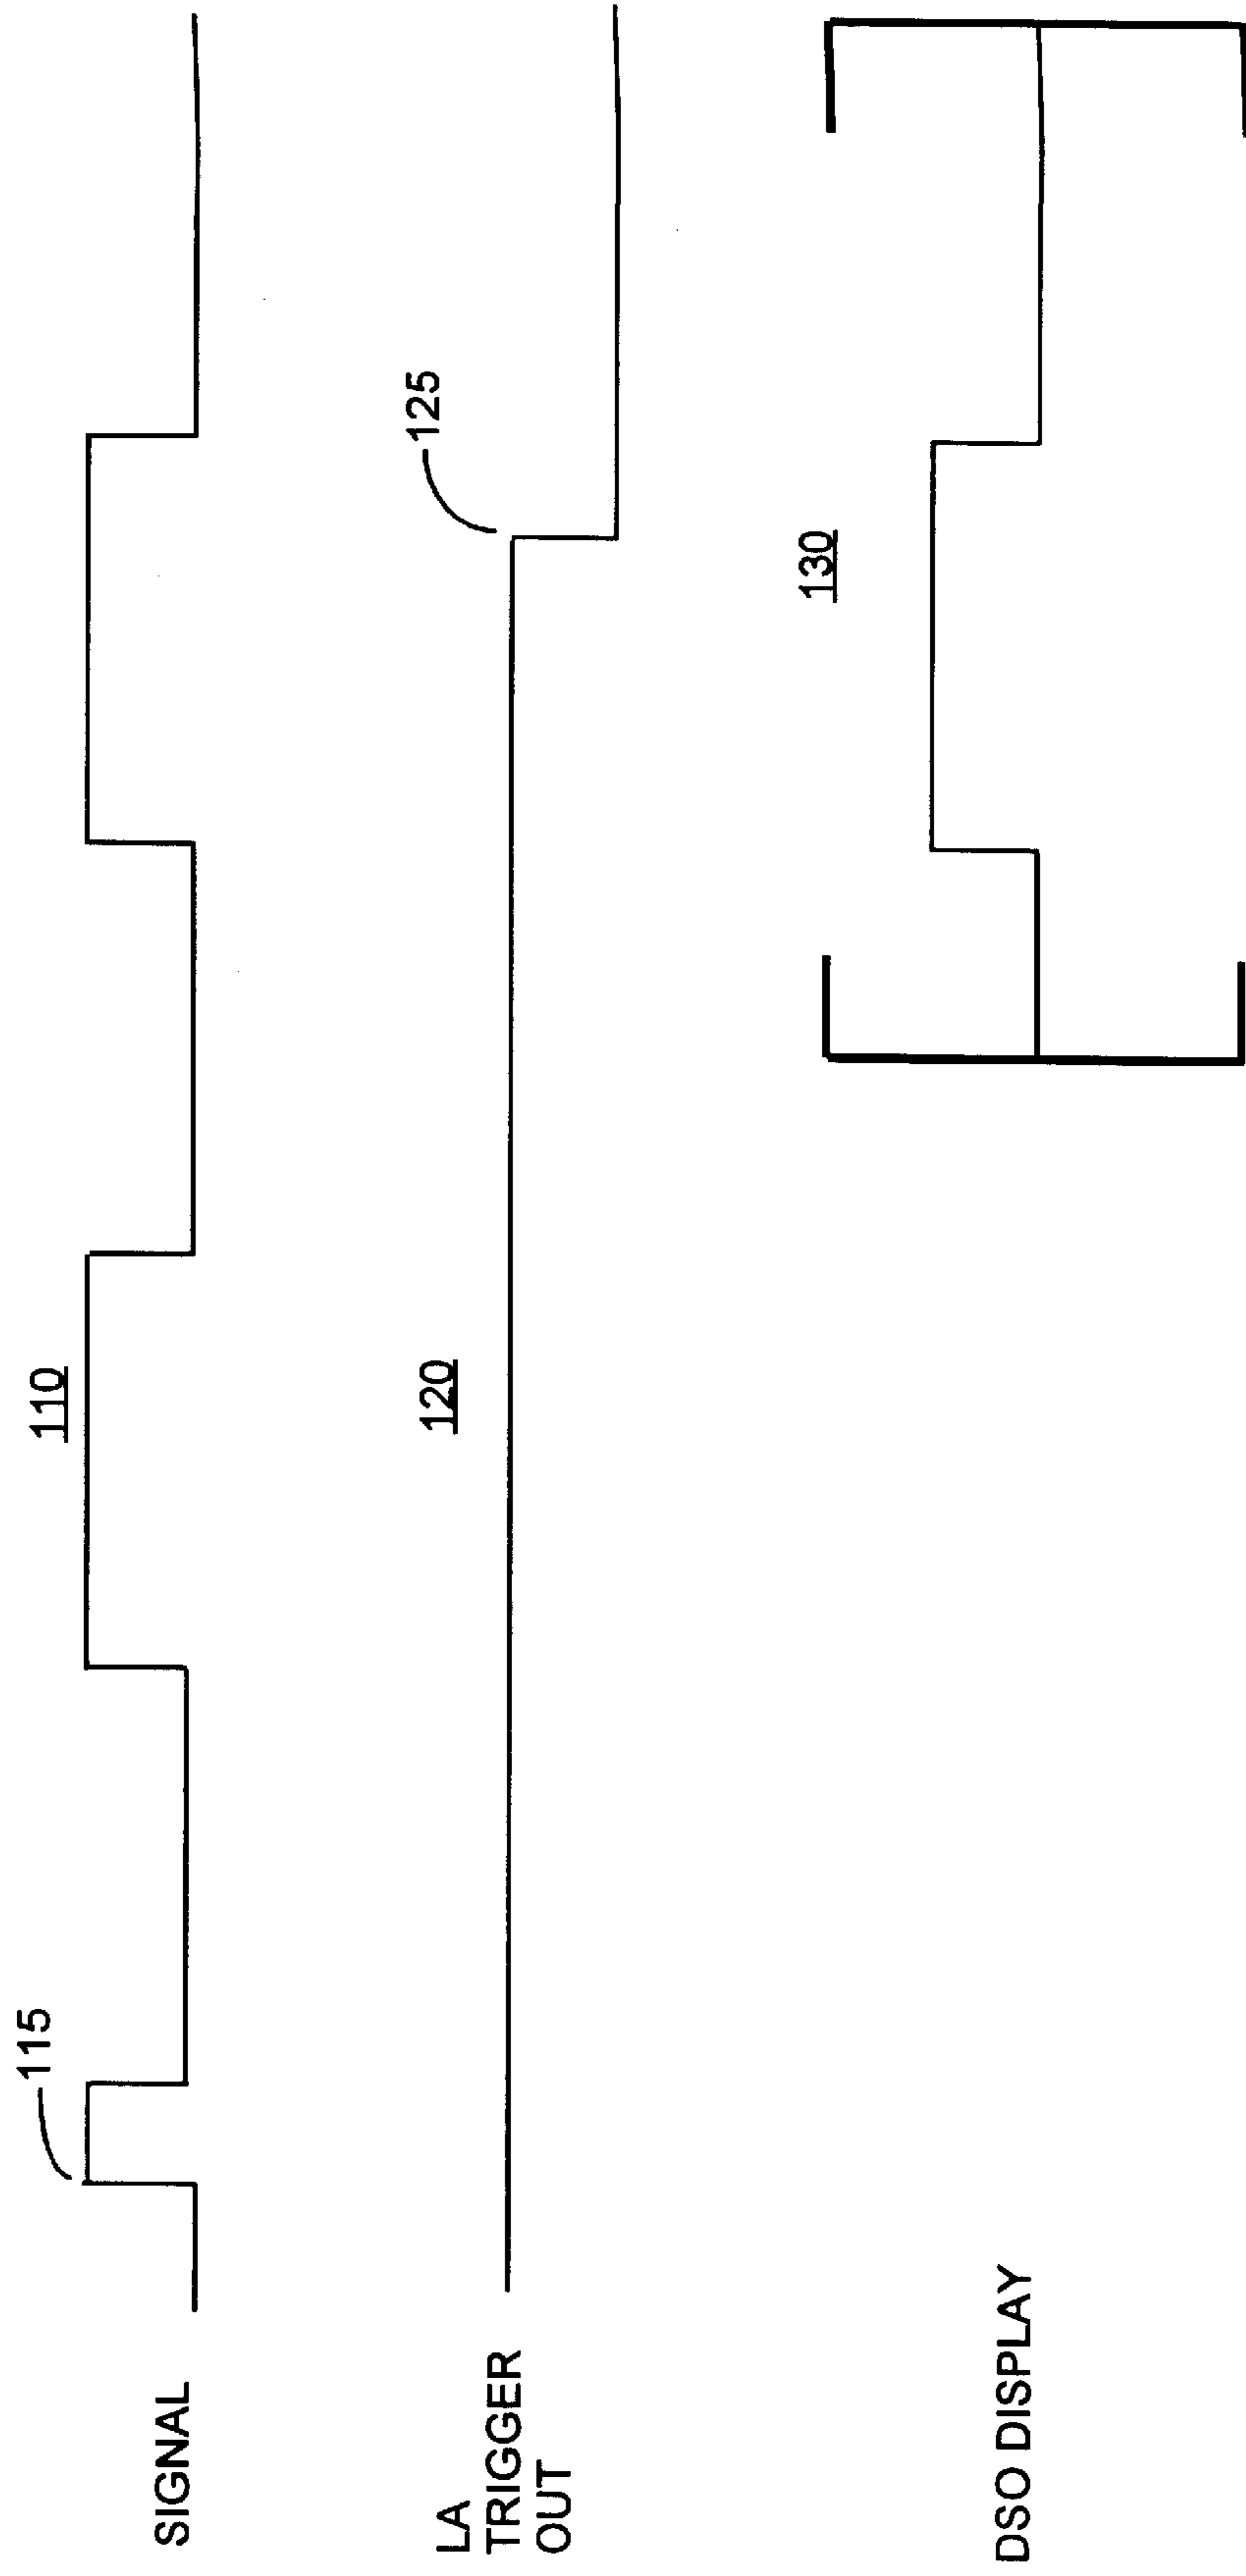 115
110
SIGNAL
125
120
LA
TRIGGER
OUT
130
DSO DISPLAY